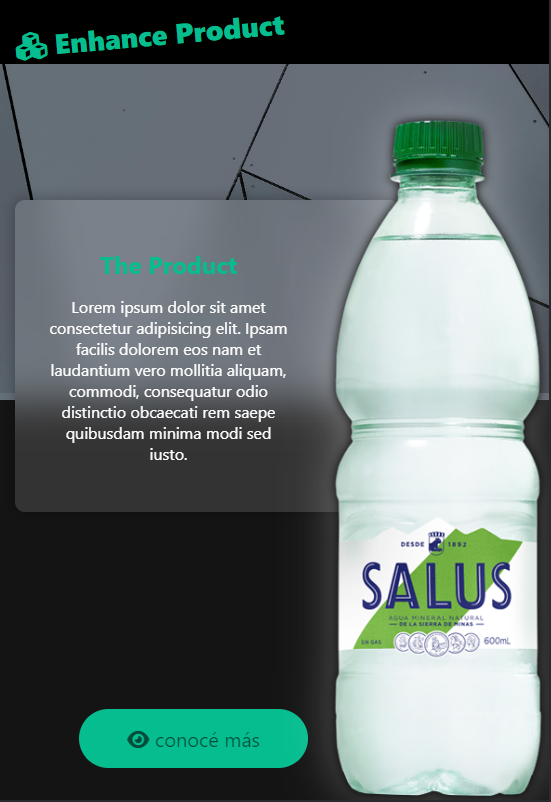 Enhance Product
The Product
Lorem ipsum dolor sit amet
consectetur adipisicing elit. Ipsam
facilis dolorem eos nam et
laudantium vero mollitia aliquam,
commodi, consequatur odio
distinctio obcaecati rem saepe
quibusdam minima modi sed
iusto.
DESDE 1892
SALUS
AGUA MINERAL NATURAL
DE LA SIERRA DE MINAS
SIN GAS 600mL
conocé más